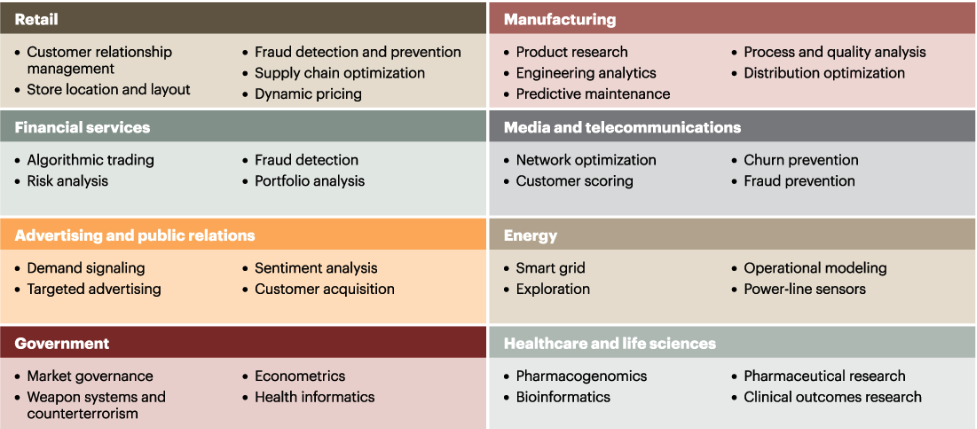 Retail
• Customer relationship
management
• Store location and layout
• Fraud detection and prevention
• Supply chain optimization
• Dynamic pricing
Manufacturing
• Product research
• Engineering analytics
• Predictive maintenance
• Process and quality analysis
• Distribution optimization
Financial services
• Algorithmic trading
• Risk analysis
• Fraud detection
• Portfolio analysis
Media and telecommunications
• Network optimization
• Customer scoring
• Churn prevention
• Fraud prevention
Advertising and public relations
• Demand signaling
• Targeted advertising
• Sentiment analysis
• Customer acquisition
Energy
• Smart grid
• Exploration
• Operational modeling
• Power-line sensors
Government
• Market governance
• Weapon systems and
counterterrorism
• Econometrics
• Health informatics
Healthcare and life sciences
• Pharmacogenomics
• Bioinformatics
• Pharmaceutical research
• Clinical outcomes research